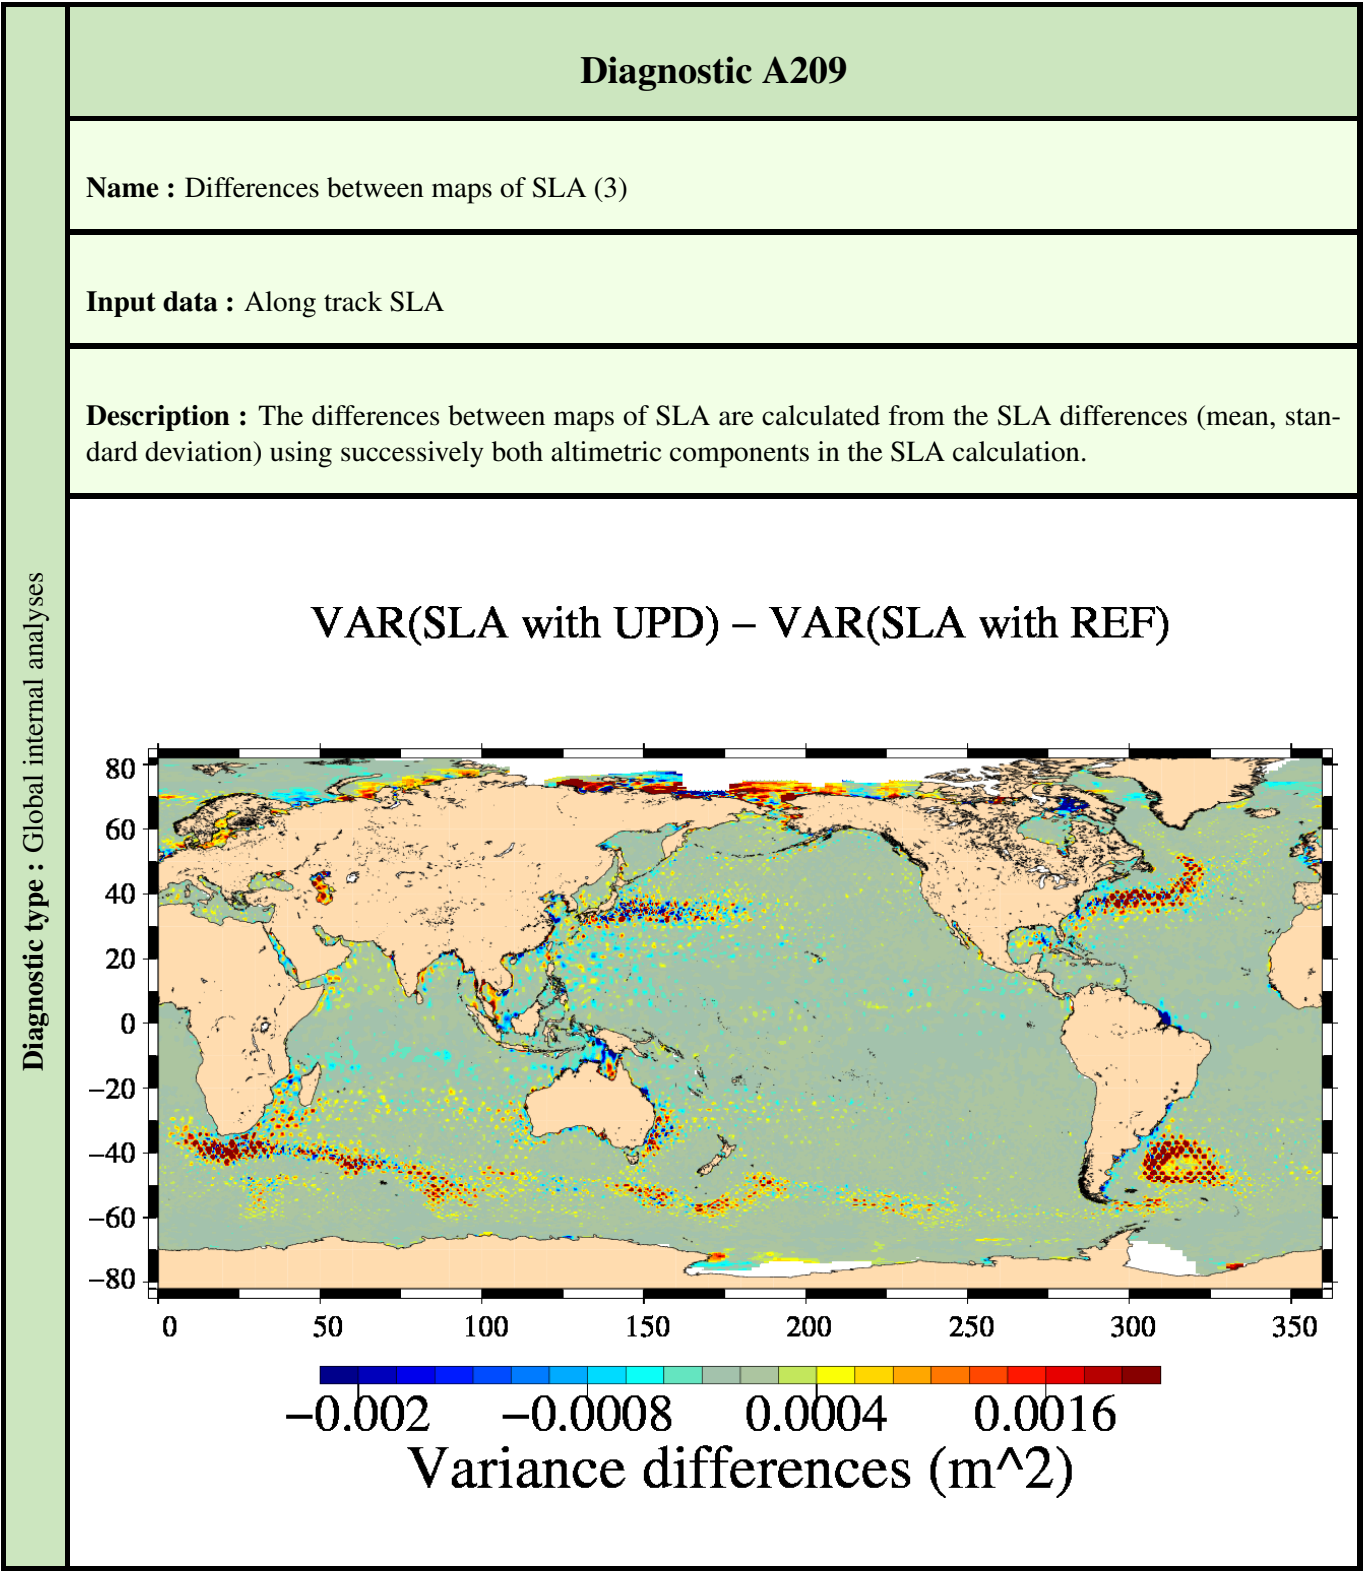 Diagnostic A209
Name : Differences between maps of SLA (3)
Input data : Along track SLA
Description : The differences between maps of SLA are calculated from the SLA differences (mean, stan-
dard deviation) using successively both altimetric components in the SLA calculation.
Diagnostic type : Global internal analyses
VAR(SLA with UPD) − VAR(SLA with REF)
80
60
40
20
0
−20
−40
−60
−80
0 50 100 150 200 250 300 350
−0.002 −0.0008 0.0004 0.0016
Variance differences (m^2)